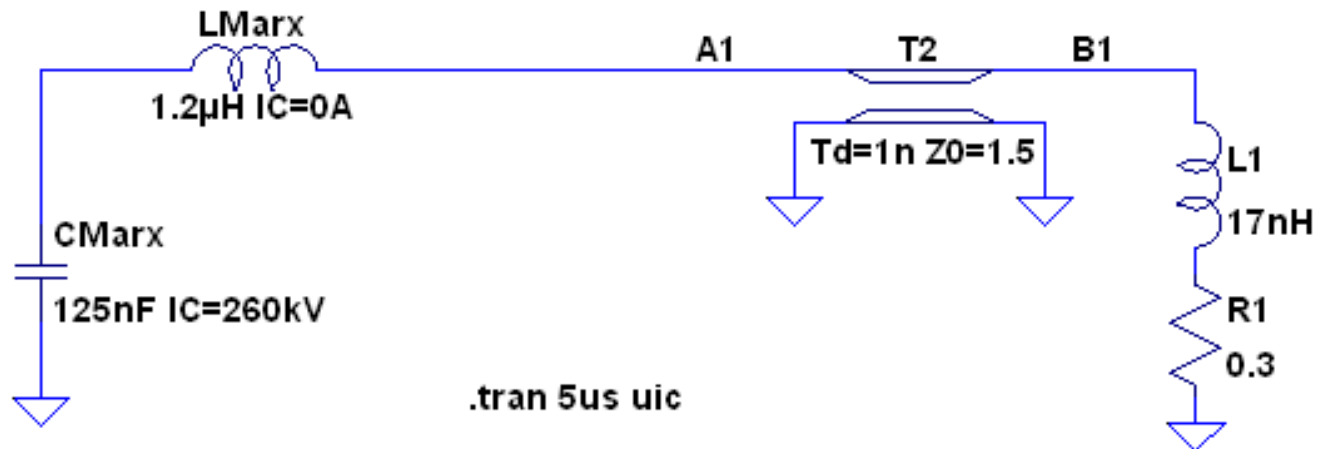 LMarx
1.2µH IC=0A
A1
T2
B1
Td=1n Z0=1.5
L1
17nH
CMarx
125nF IC=260kV
R1
0.3
.tran 5us uic